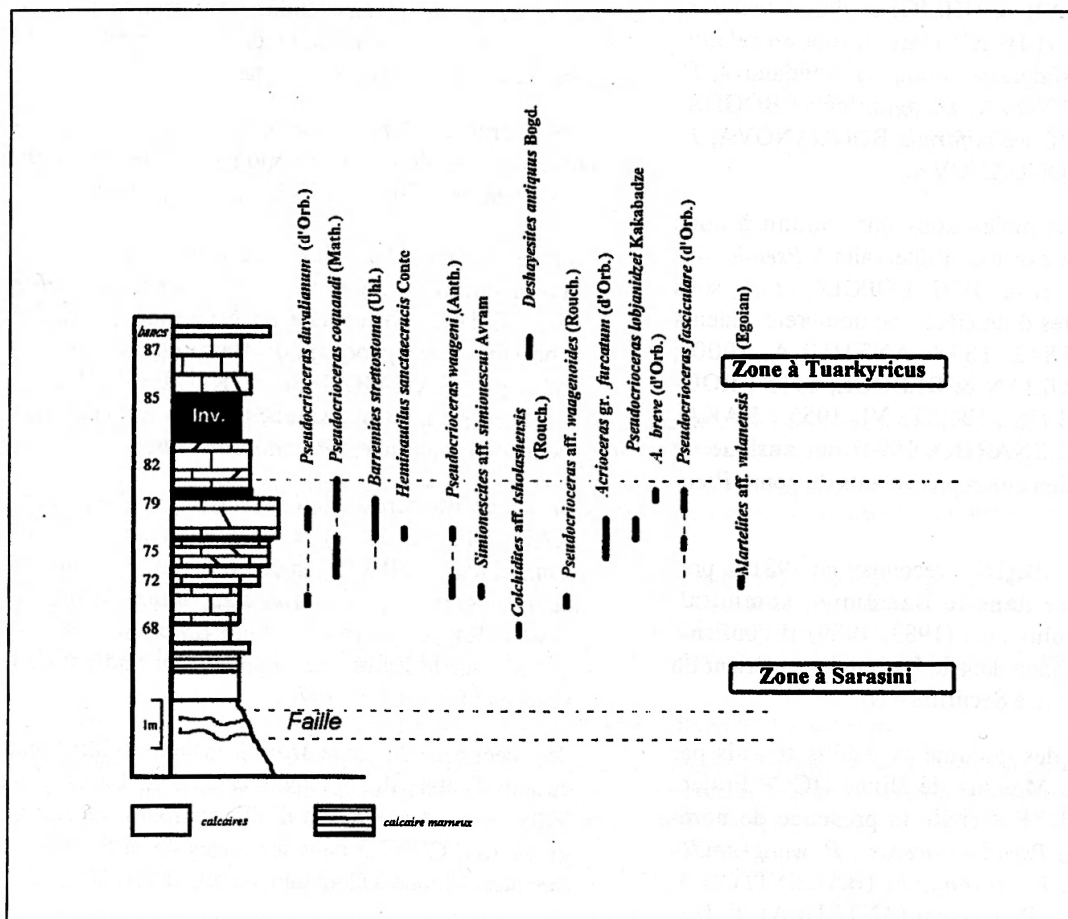 bancs
87
85
Inv.
82
79
75
72
68
1m
Pseudocrioceras duvalianum (d'Orb.)
Pseudocrioceras coquandi (Math.)
Barremites strettostoma (Uhl.)
Heminautilus sanctaecrucis Conte
Pseudocrioceras waageni (Anth.)
Simionescites aff. simionescui Avram
Colchidites aff. tsholashensis
(Rouch.)
Deshayesites antiquus Bogd.
Pseudocrioceras aff. waagenoides (Rouch.)
Acrioceras gr. furcatum (d'Orb.)
Pseudocrioceras lobjanidzei Kakabadze
A. breve (d'Orb.)
Pseudocrioceras fasciculare (d'Orb.)
Martelites aff. vulanensis (Egoian)
Zone à Tuarkyricus
Zone à Sarasini
Faille
calcaires
calcaire marneux